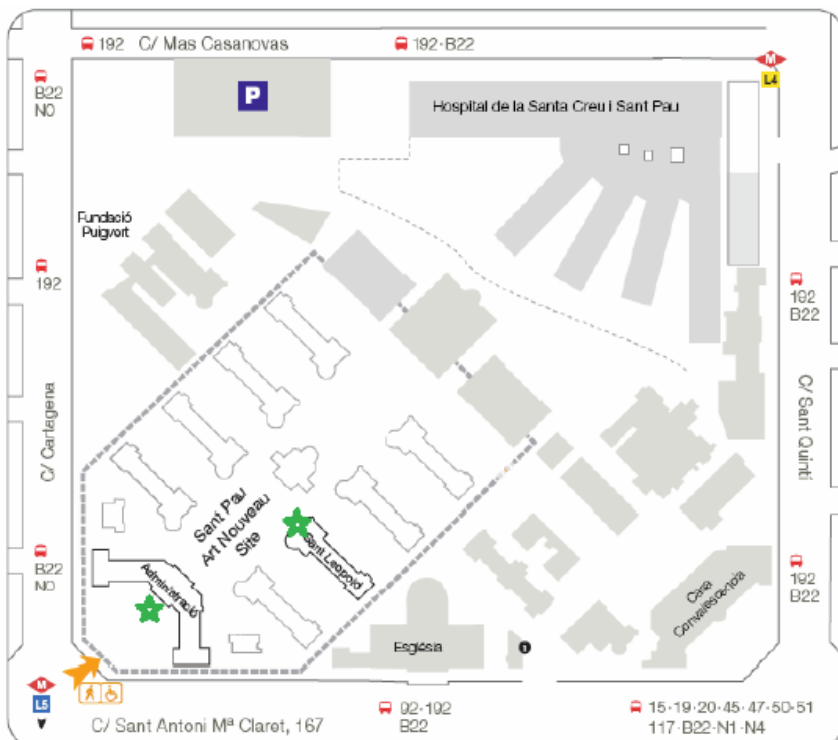 192 C/ Mas Casanovas
192·B22
M
L4
B22
N0
P
Hospital de la Santa Creu i Sant Pau
Fundació
Puigvert
192
192
B22
C/ Cartagena
C/ Sant Quintí
Sant Pau
Art Nouveau
Site
Sant Leopold
Administració
B22
N0
192
B22
Casa
Convalescència
Església
1
M
L5
C/ Sant Antoni Mª Claret, 167
92·192
B22
15·19·20·45·47·50·51
117·B22·N1·N4